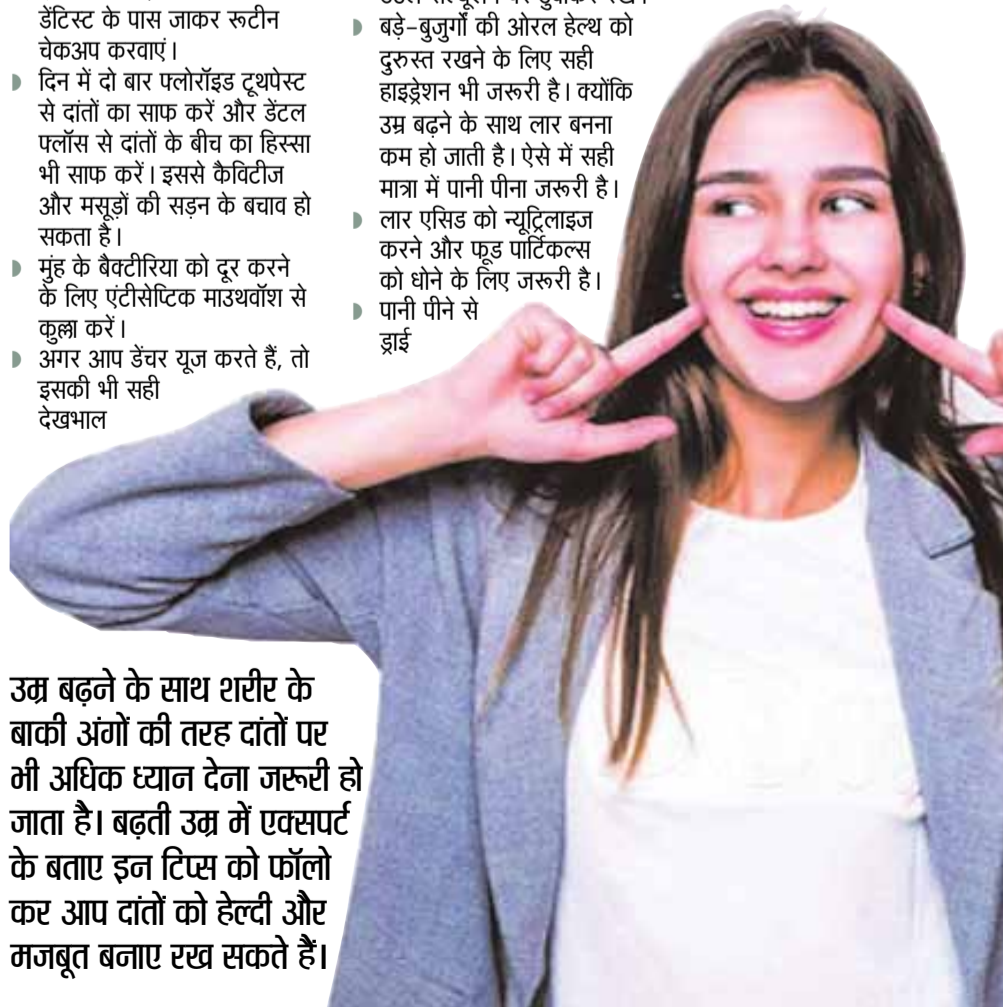 डेंटिस्ट के पास जाकर रूटीन
चेकअप करवाएं।
दिन में दो बार फ्लोरॉइड टूथपेस्ट
से दांतों का साफ करें और डेंटल
फ्लॉस से दांतों के बीच का हिस्सा
भी साफ करें। इससे कैविटीज
और मसूड़ों की सड़न के बचाव हो
सकता है।
मुंह के बैक्टीरिया को दूर करने
के लिए एंटीसेप्टिक माउथवॉश से
कुल्ला करें।
अगर आप डेंचर यूज करते हैं, तो
इसकी भी सही
देखभाल
बड़े-बुजुर्गों की ओरल हेल्थ को
दुरुस्त रखने के लिए सही
हाइड्रेशन भी जरूरी है। क्योंकि
उम्र बढ़ने के साथ लार बनना
कम हो जाती है। ऐसे में सही
मात्रा में पानी पीना जरूरी है।
लार एसिड को न्यूट्रिलाइज
करने और फूड पार्टिकल्स
को धोने के लिए जरूरी है।
पानी पीने से
ड्राई
उम्र बढ़ने के साथ शरीर के
बाकी अंगों की तरह दांतों पर
भी अधिक ध्यान देना जरूरी हो
जाता है। बढ़ती उम्र में एक्सपर्ट
के बताए इन टिप्स को फॉलो
कर आप दांतों को हेल्दी और
मजबूत बनाए रख सकते हैं।